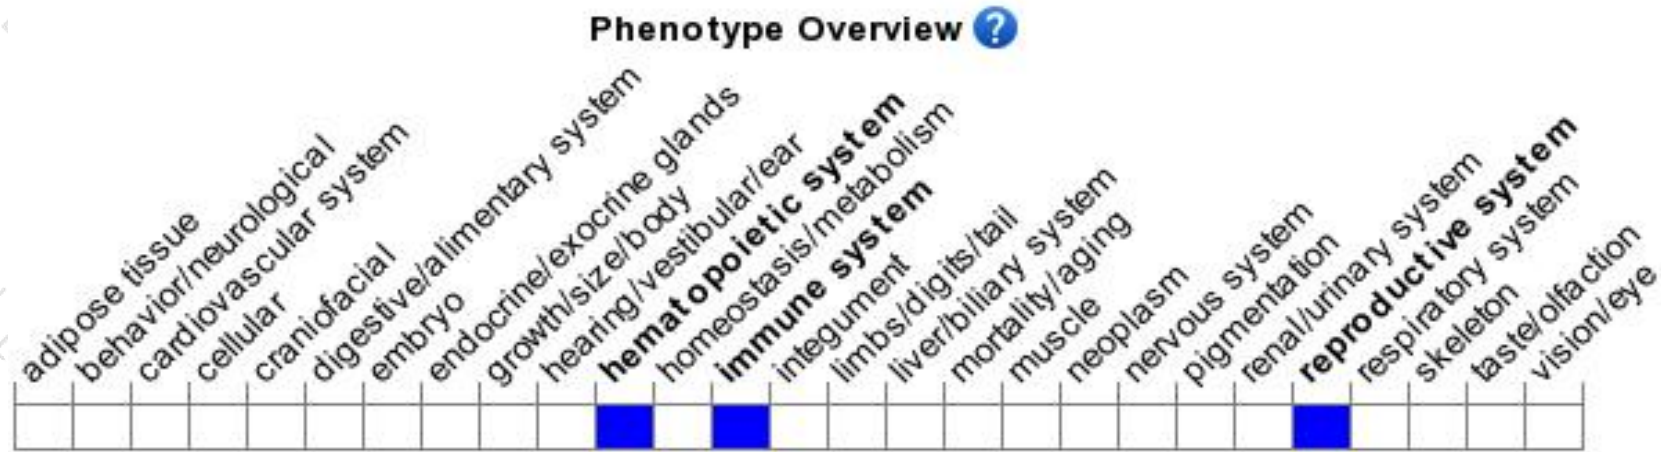 Phenotype Overview ?
adipose tissue
behavior/neurological
cardiovascular system
cellular
craniofacial
digestive/alimentary system
embryo
endocrine/exocrine glands
growth/size/body
hearing/vestibular/ear
hematopoietic system
homeostasis/metabolism
immune system
integument
limbs/digits/tail
liver/biliary system
mortality/aging
muscle
neoplasm
nervous system
pigmentation
renal/urinary system
reproductive system
respiratory system
skeleton
taste/olfaction
vision/eye